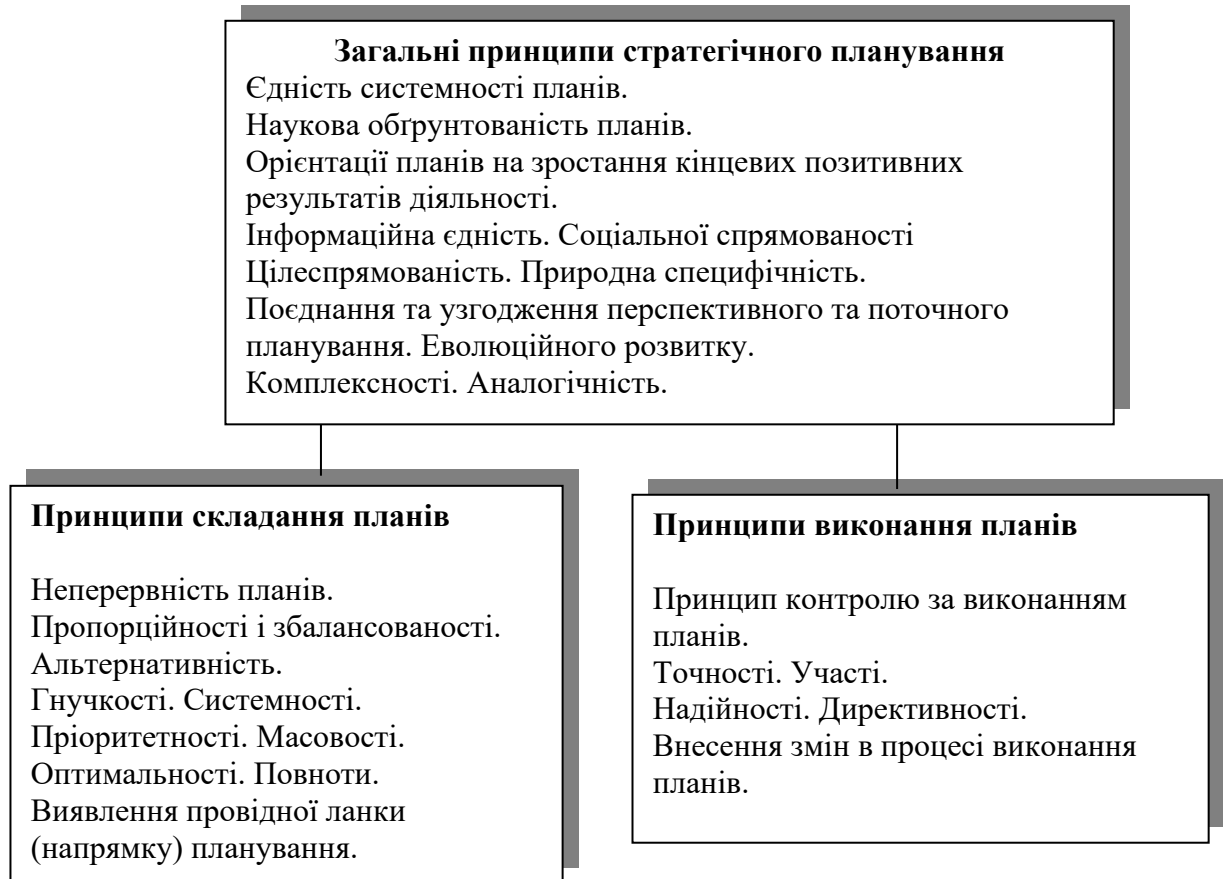 Загальні принципи стратегічного планування
Єдність системності планів.
Наукова обґрунтованість планів.
Орієнтації планів на зростання кінцевих позитивних
результатів діяльності.
Інформаційна єдність. Соціальної спрямованості
Цілеспрямованість. Природна специфічність.
Поєднання та узгодження перспективного та поточного
планування. Еволюційного розвитку.
Комплексності. Аналогічність.
Принципи складання планів
Неперервність планів.
Пропорційності і збалансованості.
Альтернативність.
Гнучкості. Системності.
Пріоритетності. Масовості.
Оптимальності. Повноти.
Виявлення провідної ланки
(напрямку) планування.
Принципи виконання планів
Принцип контролю за виконанням
планів.
Точності. Участі.
Надійності. Директивності.
Внесення змін в процесі виконання
планів.